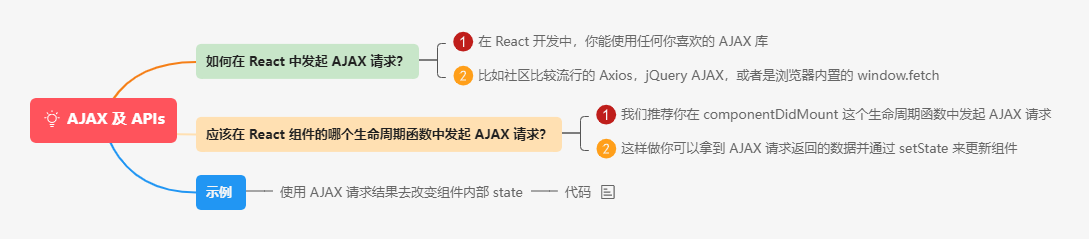 AJAX 及 APIs
如何在 React 中发起 AJAX 请求？
1 在 React 开发中，你能使用任何你喜欢的 AJAX 库
2 比如社区比较流行的 Axios，jQuery AJAX，或者是浏览器内置的 window.fetch
应该在 React 组件的哪个生命周期函数中发起 AJAX 请求？
1 我们推荐你在 componentDidMount 这个生命周期函数中发起 AJAX 请求
2 这样做你可以拿到 AJAX 请求返回的数据并通过 setState 来更新组件
示例
使用 AJAX 请求结果去改变组件内部 state
代码